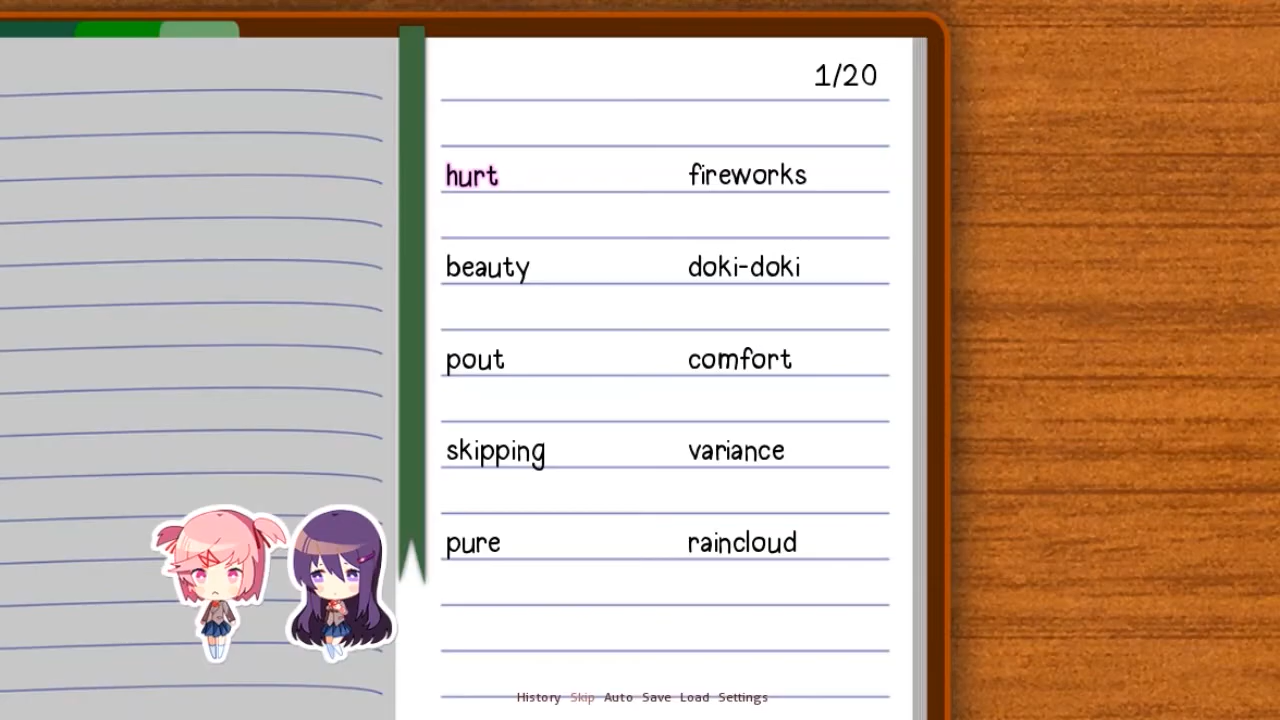 1/20
hurt fireworks
beauty doki-doki
pout comfort
skipping variance
pure raincloud
History Skip Auto Save Load Settings